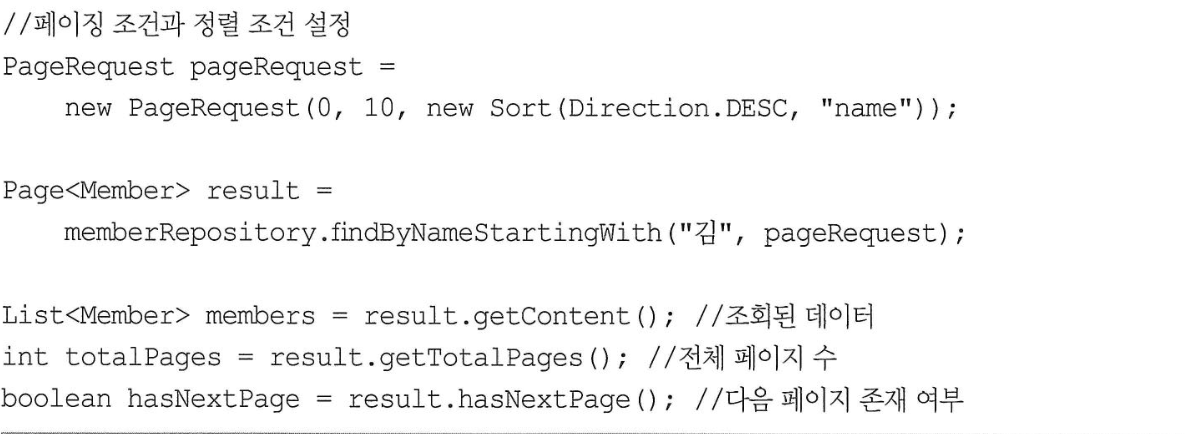 //페이징 조건과 정렬 조건 설정
PageRequest pageRequest =
    new PageRequest(0, 10, new Sort(Direction.DESC, "name"));
Page<Member> result =
    memberRepository.findByNameStartingWith("김", pageRequest);
List<Member> members = result.getContent(); //조회된 데이터
int totalPages = result.getTotalPages(); //전체 페이지 수
boolean hasNextPage = result.hasNextPage(); //다음 페이지 존재 여부